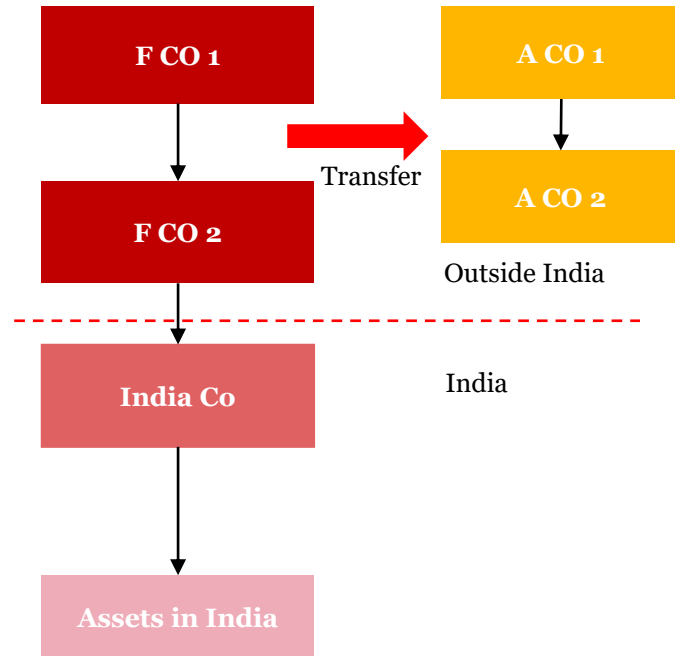 F CO 1
A CO 1
Transfer
F CO 2
A CO 2
Outside India
India Co
India
Assets in India